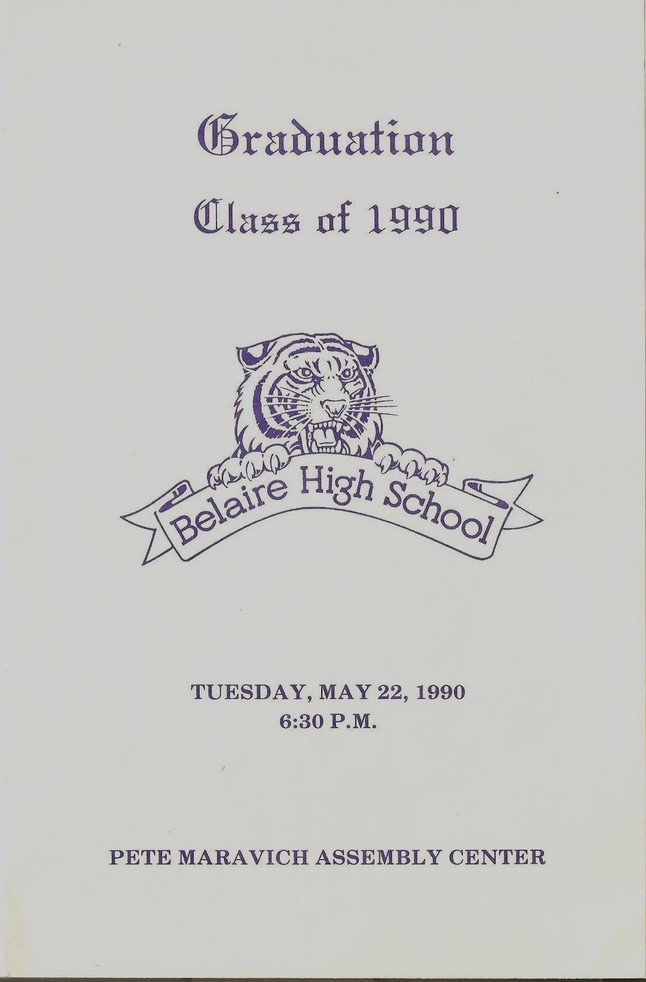 Graduation
Class of 1990
Belaire High School
TUESDAY, MAY 22, 1990
6:30 P.M.
PETE MARAVICH ASSEMBLY CENTER